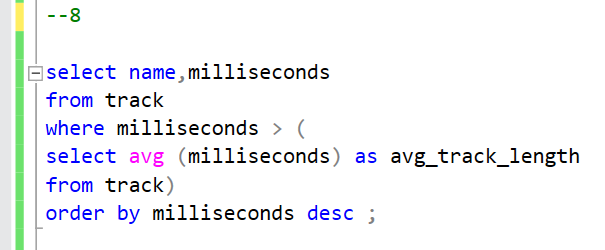 --8
select name,milliseconds
from track
where milliseconds > (
select avg (milliseconds) as avg_track_length
from track)
order by milliseconds desc ;